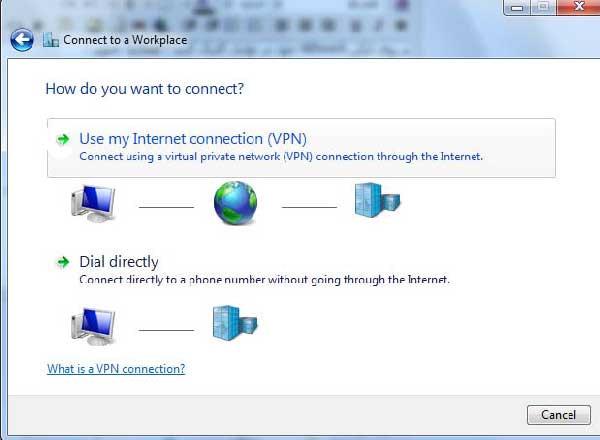 Connect to a Workplace
How do you want to connect?
Use my Internet connection (VPN)
Connect using a virtual private network (VPN) connection through the Internet.
Dial directly
Connect directly to a phone number without going through the Internet.
What is a VPN connection?
Cancel